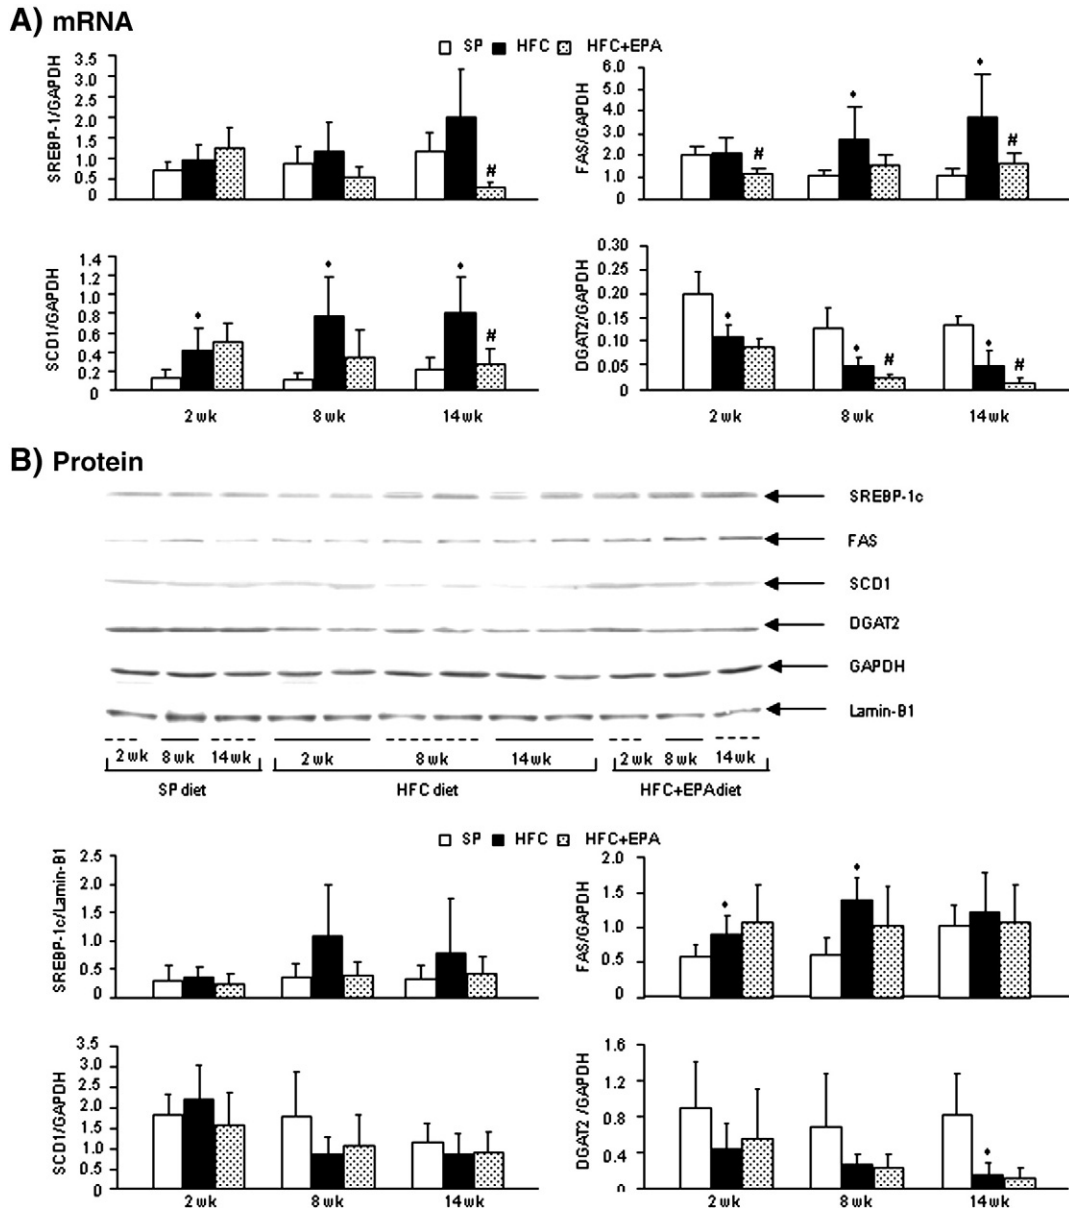 A) mRNA
SP HFC HFC+EPA
SREBP-1/GAPDH
3.5
3.0
2.5
2.0
1.5
1.0
0.5
0
FAS/GAPDH
6.0
5.0
4.0
3.0
2.0
1.0
0
♦ ♦
# # #
SCD1/GAPDH
1.4
1.2
1.0
0.8
0.6
0.4
0.2
0
♦ ♦ ♦
#
2 wk 8 wk 14 wk
DGAT2/GAPDH
0.30
0.25
0.20
0.15
0.10
0.05
0
♦ ♦ ♦
# #
2 wk 8 wk 14 wk
B) Protein
SREBP-1c
FAS
SCD1
DGAT2
GAPDH
Lamin-B1
2 wk 8 wk 14 wk 2 wk 8 wk 14 wk 2 wk 8 wk 14 wk
SP diet HFC diet HFC+EPA diet
SP HFC HFC+EPA
SREBP-1c/Lamin-B1
2.5
2.0
1.5
1.0
0.5
0
FAS/GAPDH
2.0
1.5
1.0
0.5
0
♦ ♦
SCD1/GAPDH
3.5
3.0
2.5
2.0
1.5
1.0
0.5
0
2 wk 8 wk 14 wk
DGAT2 /GAPDH
1.6
1.2
0.8
0.4
0
♦
2 wk 8 wk 14 wk